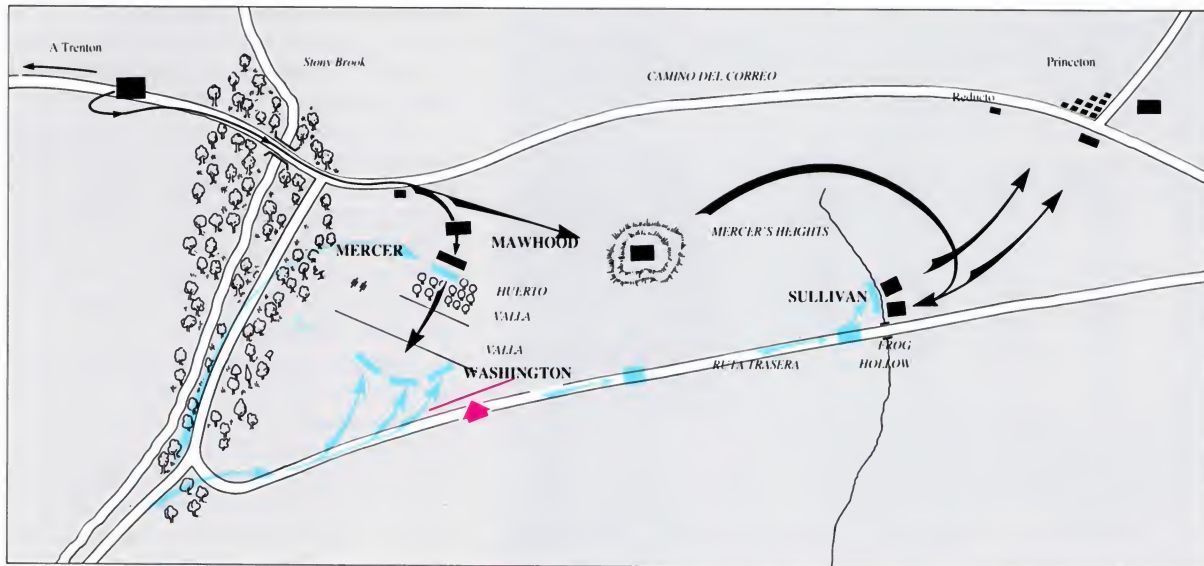 A Trenton
Stony Brook
CAMINO DEL CORREO
Princeton
Reducto
MERCER
MAWHOOD
MERCER'S HEIGHTS
HUERTO
VALLA
SULLIVAN
VALLA
WASHINGTON
RUTA TRASERA
FROG
HOLLOW